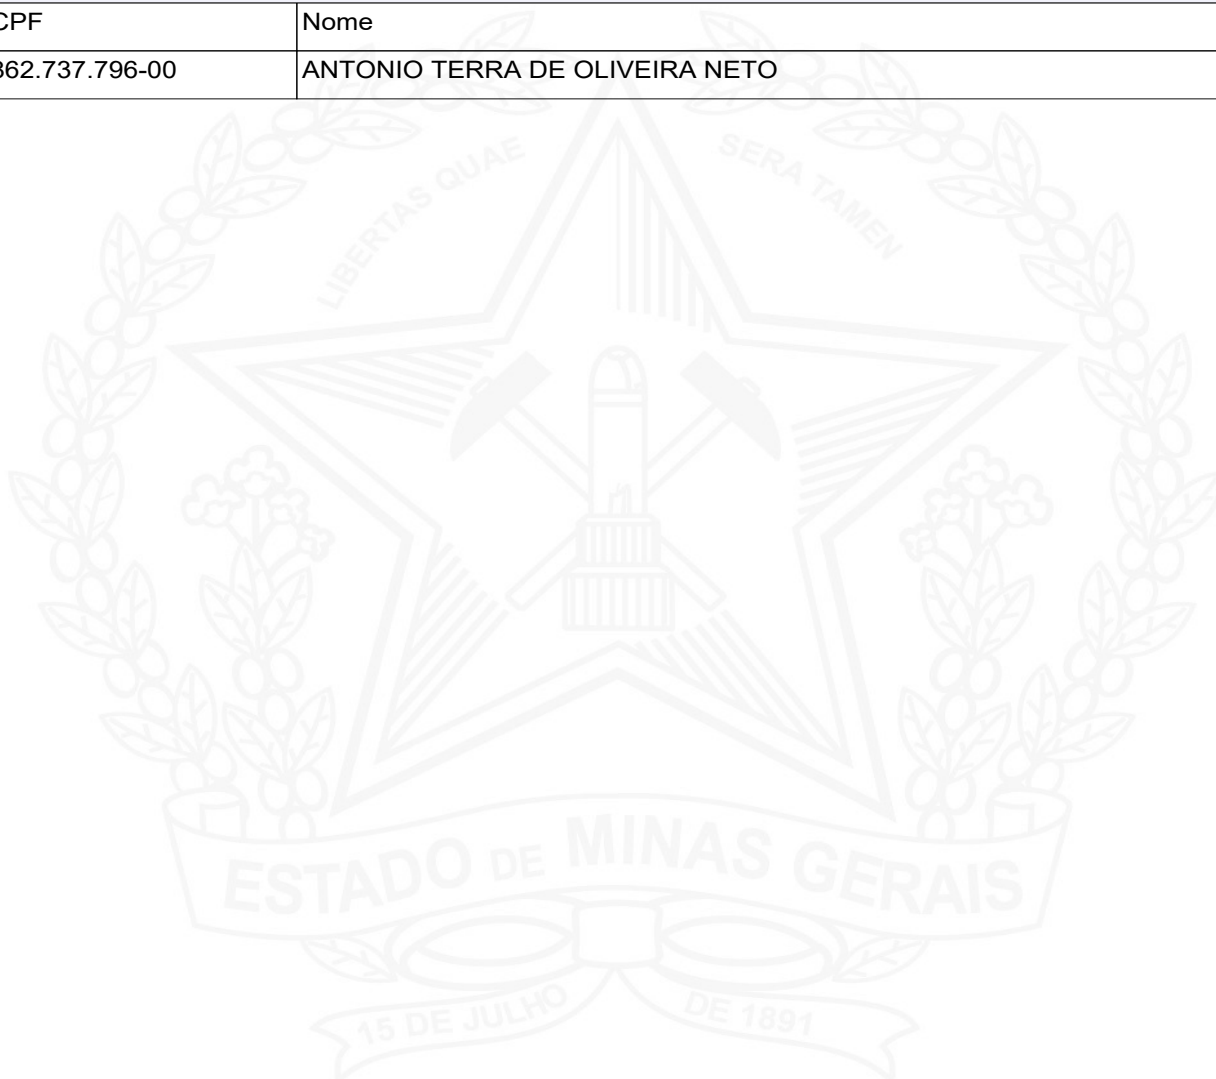 CPF Nome
862.737.796-00 ANTONIO TERRA DE OLIVEIRA NETO
LIBERTAS QUAE SERA TAMEN
ESTADO DE MINAS GERAIS
15 DE JULHO DE 1891